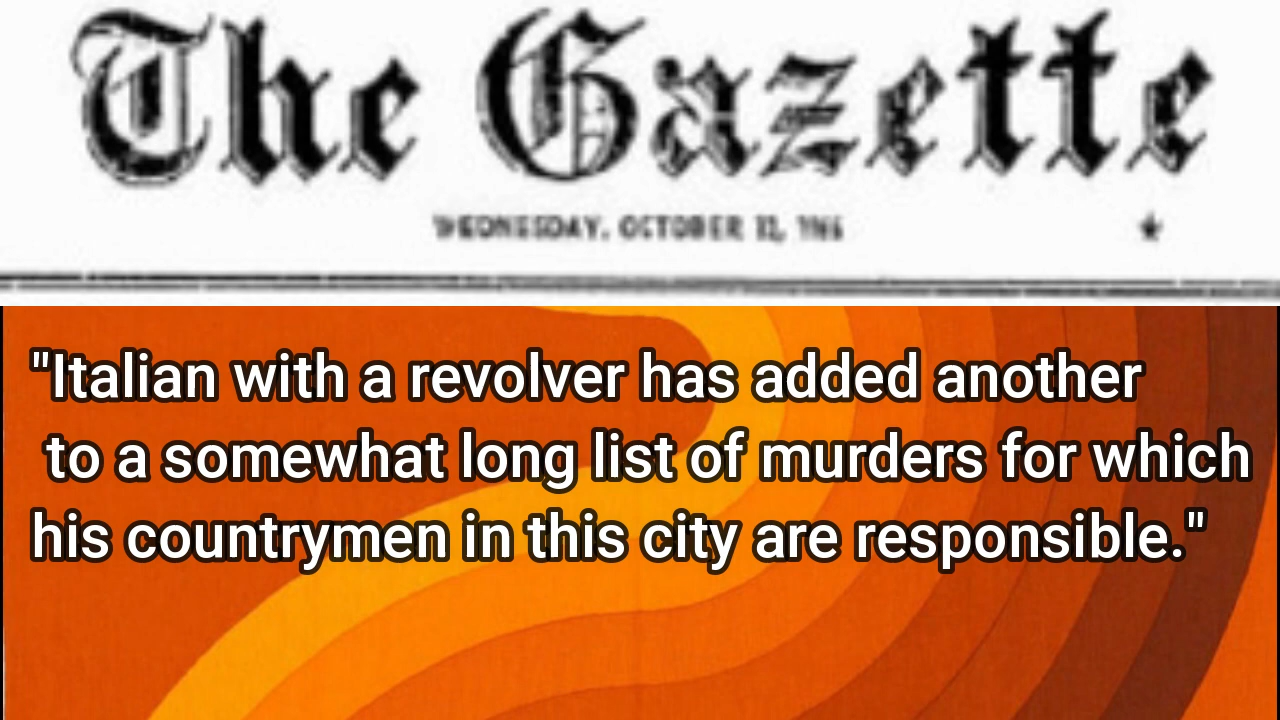 The Gazette
WEDNESDAY, OCTOBER
"Italian with a revolver has added another
to a somewhat long list of murders for which
his countrymen in this city are responsible."